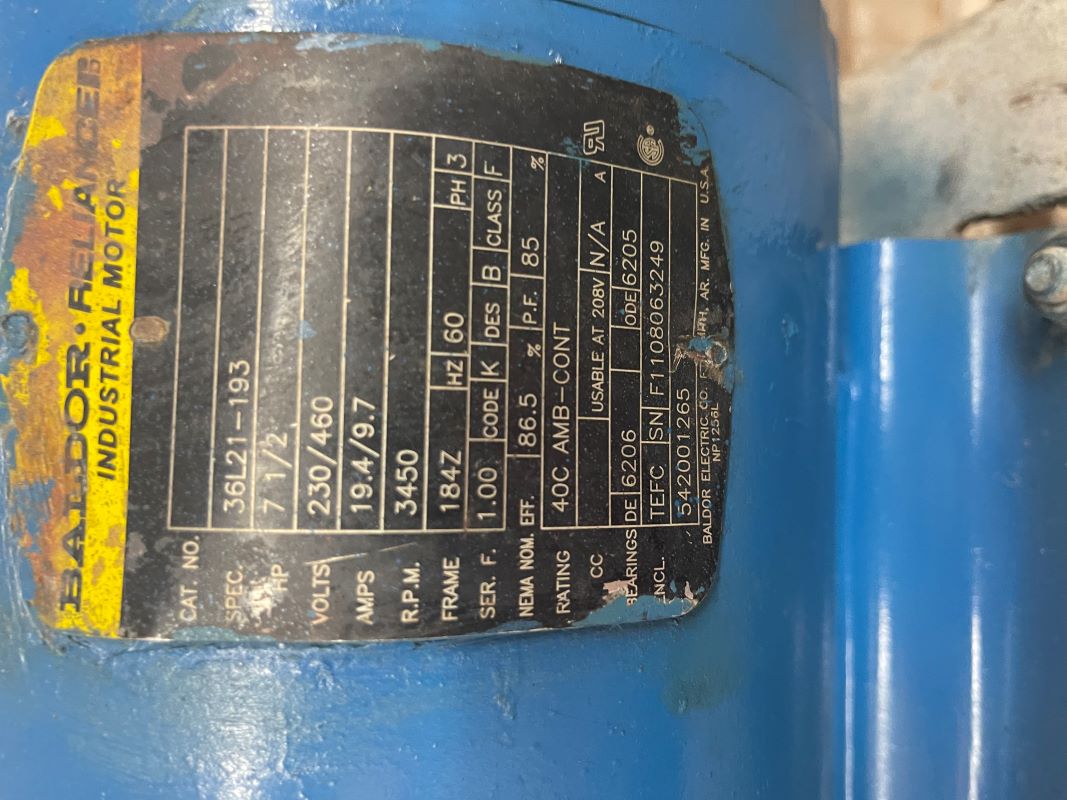 BALDOR·RELIANCER
INDUSTRIAL MOTOR
CAT. NO.
SPEC. 36L21-193
HP 7 1/2
VOLTS 230/460
AMPS 19.4/9.7
R.P.M. 3450
FRAME 184Z HZ 60 PH 3
SER. F. 1.00 CODE K DES B CLASS F
NEMA NOM. EFF. 86.5 % P.F. 85 %
RATING 40C AMB-CONT
CC USABLE AT 208V N/A A
BEARINGS DE 6206 ODE 6205
ENCL. TEFC SN F1108063249
542001265
BALDOR ELECTRIC CO. AR. MFG. IN U.S.A.
NP1256L